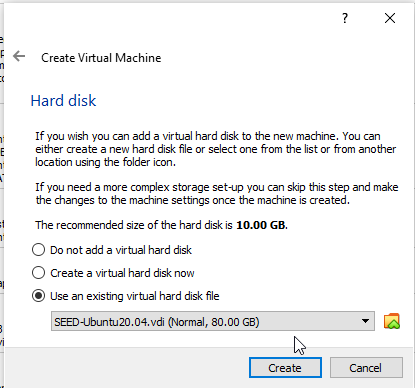 Create Virtual Machine
Hard disk
If you wish you can add a virtual hard disk to the new machine. You can
either create a new hard disk file or select one from the list or from another
location using the folder icon.
If you need a more complex storage set-up you can skip this step and make
the changes to the machine settings once the machine is created.
The recommended size of the hard disk is 10.00 GB.
Do not add a virtual hard disk
Create a virtual hard disk now
Use an existing virtual hard disk file
SEED-Ubuntu20.04.vdi (Normal, 80.00 GB)
Create
Cancel